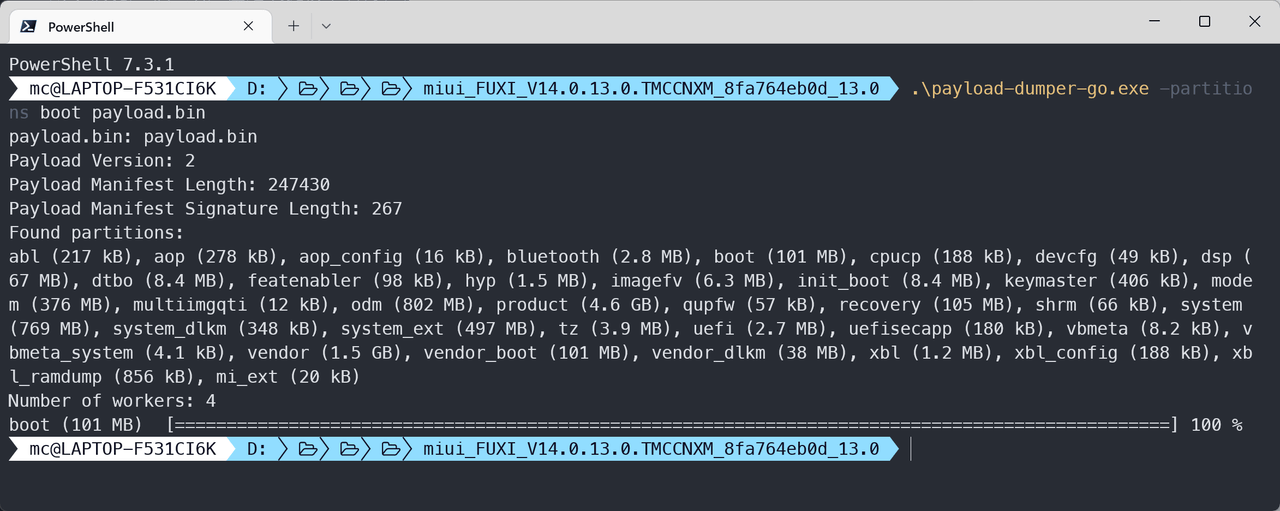 PowerShell
PowerShell 7.3.1
mc@LAPTOP-F531CI6K D: miui_FUXI_V14.0.13.0.TMCCNXM_8fa764eb0d_13.0 .\payload-dumper-go.exe -partitio
ns boot payload.bin
payload.bin: payload.bin
Payload Version: 2
Payload Manifest Length: 247430
Payload Manifest Signature Length: 267
Found partitions:
abl (217 kB), aop (278 kB), aop_config (16 kB), bluetooth (2.8 MB), boot (101 MB), cpucp (188 kB), devcfg (49 kB), dsp (
67 MB), dtbo (8.4 MB), featenabler (98 kB), hyp (1.5 MB), imagefv (6.3 MB), init_boot (8.4 MB), keymaster (406 kB), mode
m (376 MB), multiimgqti (12 kB), odm (802 MB), product (4.6 GB), qupfw (57 kB), recovery (105 MB), shrm (66 kB), system
(769 MB), system_dlkm (348 kB), system_ext (497 MB), tz (3.9 MB), uefi (2.7 MB), uefisecapp (180 kB), vbmeta (8.2 kB), v
bmeta_system (4.1 kB), vendor (1.5 GB), vendor_boot (101 MB), vendor_dlkm (38 MB), xbl (1.2 MB), xbl_config (188 kB), xb
l_ramdump (856 kB), mi_ext (20 kB)
Number of workers: 4
boot (101 MB) [================================================================================================] 100 %
mc@LAPTOP-F531CI6K D: miui_FUXI_V14.0.13.0.TMCCNXM_8fa764eb0d_13.0